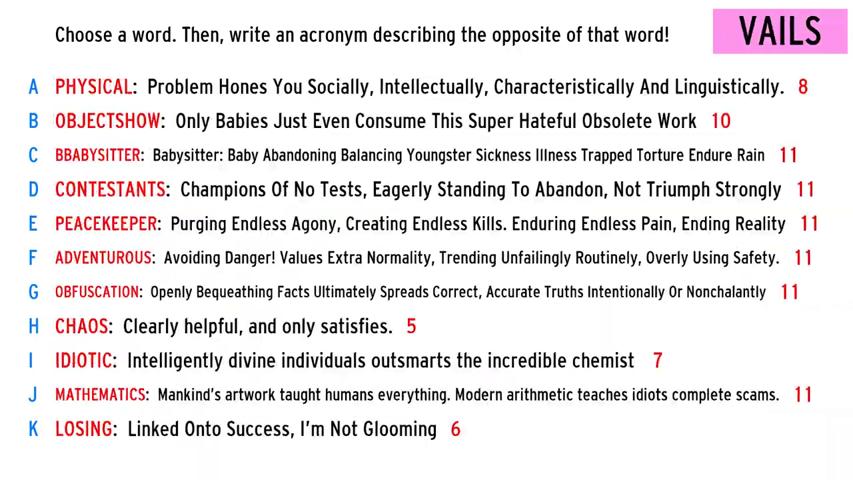 Choose a word. Then, write an acronym describing the opposite of that word!
VAILS
A PHYSICAL: Problem Hones You Socially, Intellectually, Characteristically And Linguistically. 8
B OBJECTSHOW: Only Babies Just Even Consume This Super Hateful Obsolete Work 10
C BBABYSITTER: Babysitter: Baby Abandoning Balancing Youngster Sickness Illness Trapped Torture Endure Rain 11
D CONTESTANTS: Champions Of No Tests, Eagerly Standing To Abandon, Not Triumph Strongly 11
E PEACEKEEPER: Purging Endless Agony, Creating Endless Kills. Enduring Endless Pain, Ending Reality 11
F ADVENTUROUS: Avoiding Danger! Values Extra Normality, Trending Unfailingly Routinely, Overly Using Safety. 11
G OBFUSCATION: Openly Bequeathing Facts Ultimately Spreads Correct, Accurate Truths Intentionally Or Nonchalantly 11
H CHAOS: Clearly helpful, and only satisfies. 5
I IDIOTIC: Intelligently divine individuals outsmarts the incredible chemist 7
J MATHEMATICS: Mankind's artwork taught humans everything. Modern arithmetic teaches idiots complete scams. 11
K LOSING: Linked Onto Success, I'm Not Glooming 6